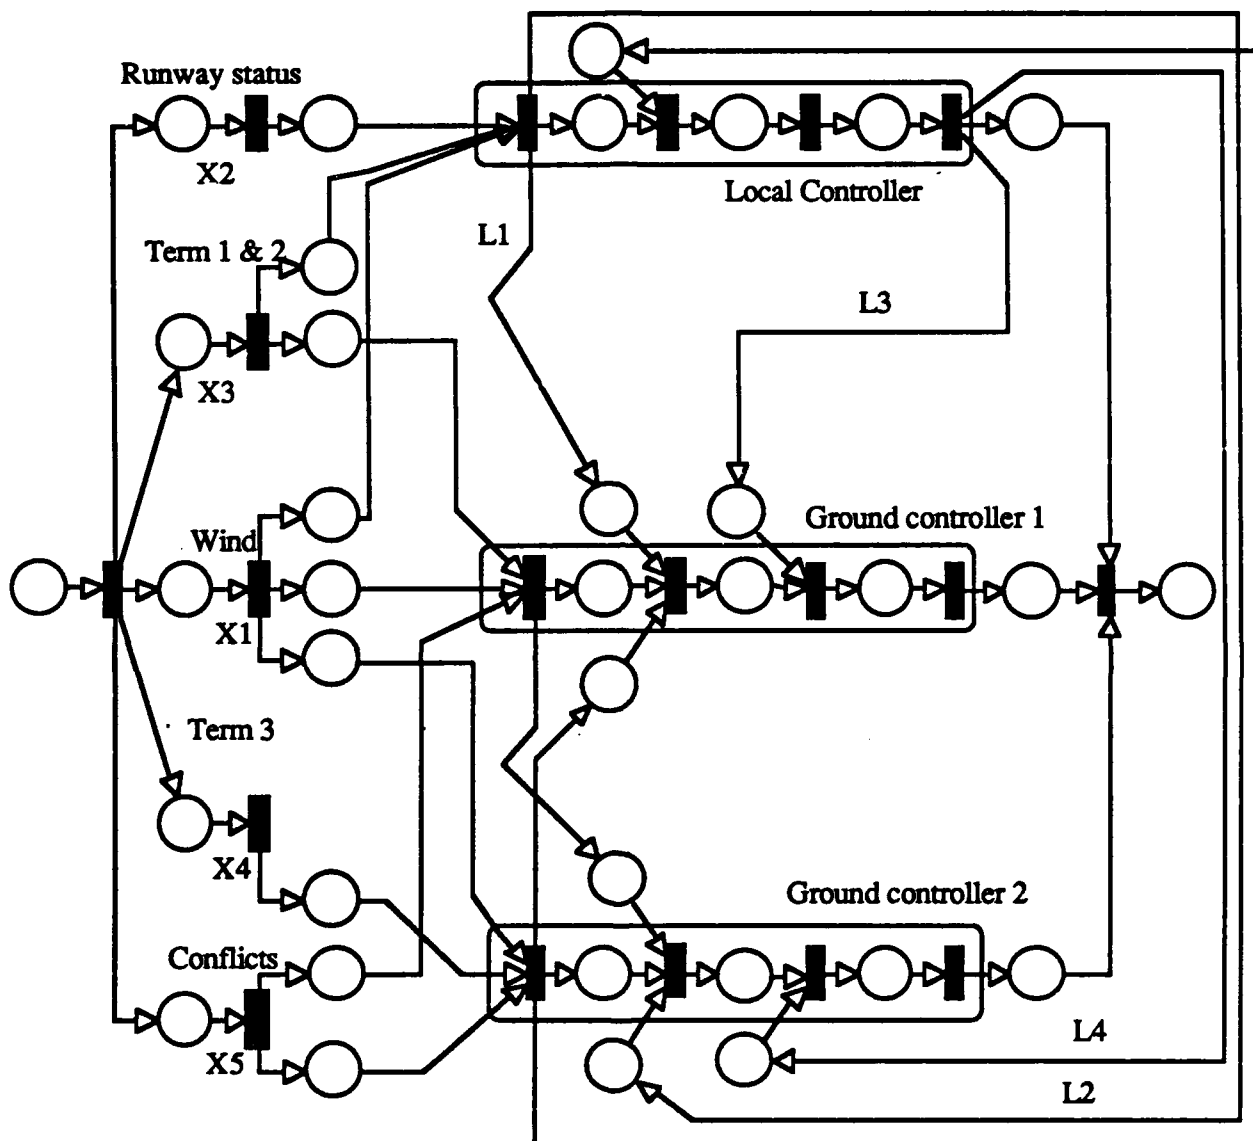 Runway status
X2
Local Controller
L1
Term 1 & 2
L3
X3
Ground controller 1
Wind
X1
Term 3
X4
Ground controller 2
Conflicts
L4
X5
L2